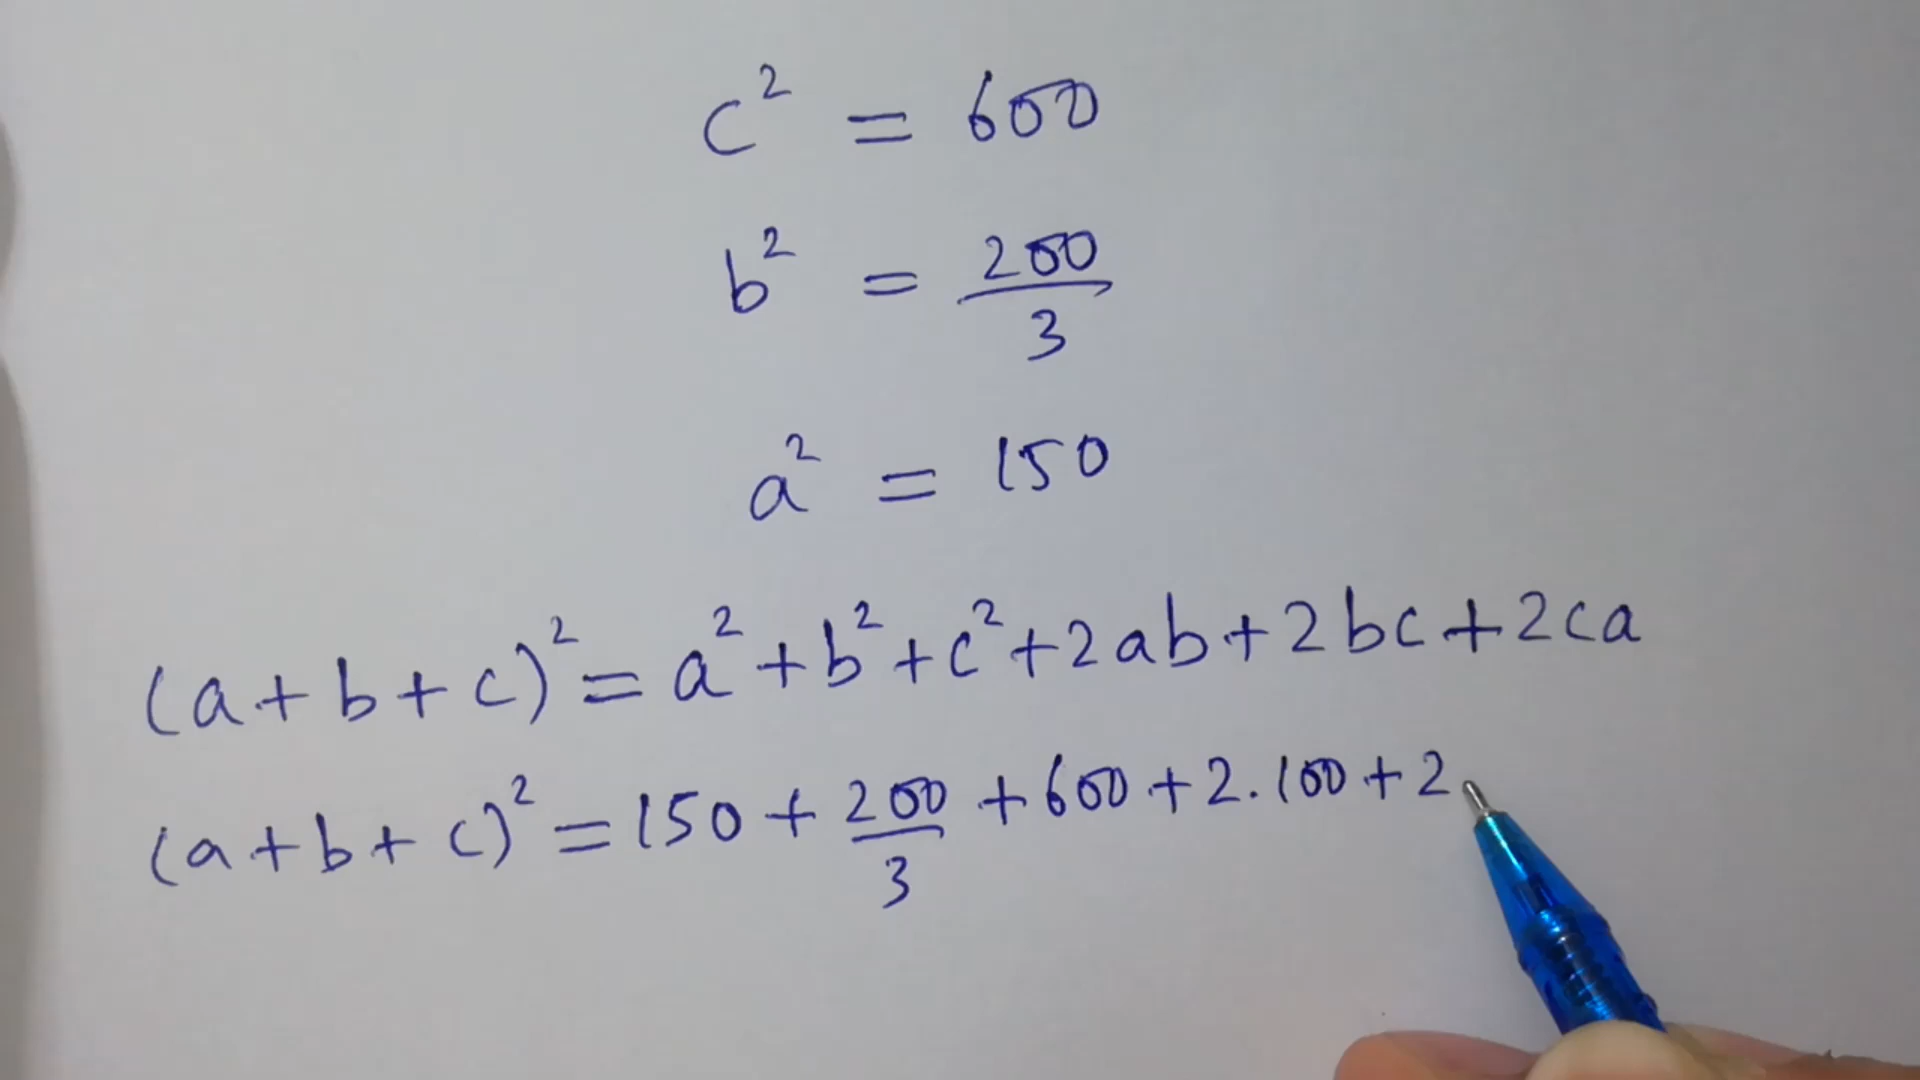 c² = 600
b² = 200/3
a² = 150
(a+b+c)² = a²+b²+c²+2ab+2bc+2ca
(a+b+c)² = 150 + 200/3 + 600 + 2.100 + 2